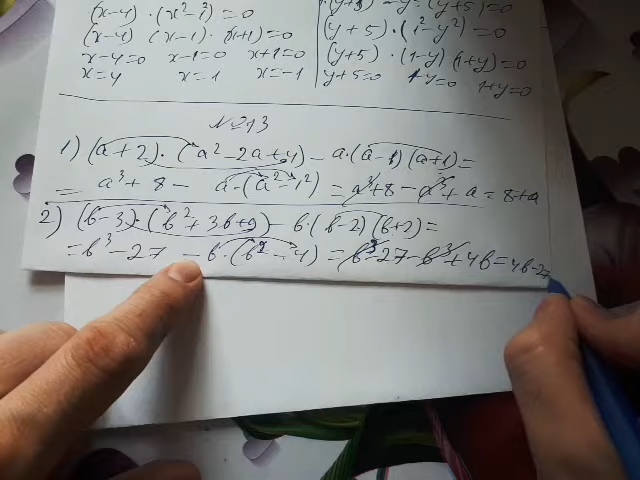 (x-4)·(x²-1²)=0
(x-4) (x-1)·(x+1)=0
x-4=0 x-1=0 x+1=0
x=4 x=1 x=-1
(y+5)·(1²-y²)=0
(y+5)·(1-y)(1+y)=0
y+5=0 1-y=0 1+y=0
№ 213
1) (a+2)·(a²-2a+4)-a·(a-1)(a+1)=
= a³+8 - a·(a²-1²)=a³+8-a³+a=8+a
2) (b-3)·(b²+3b+9)-b·(b-2)(b+2)=
=b³-27 -b·(b²-4)=b³-27-b³+4b=4b-27